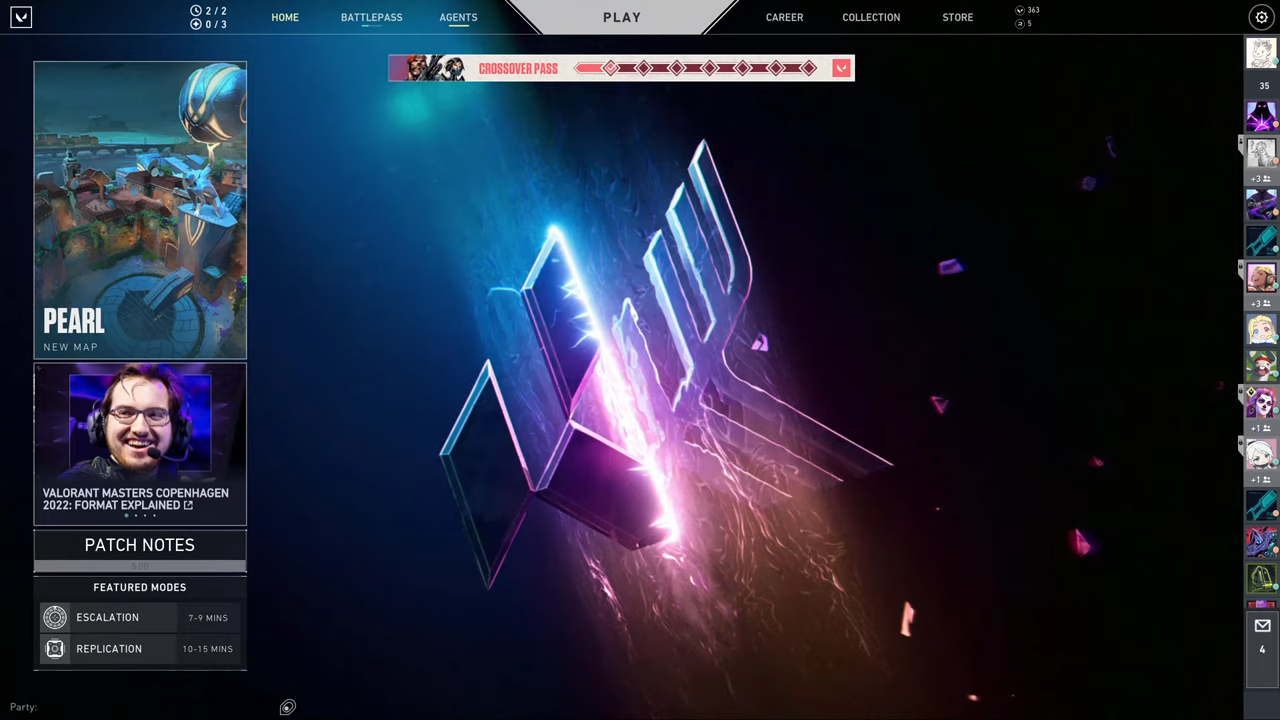 2 / 2
0 / 3
HOME
BATTLEPASS
AGENTS
PLAY
CAREER
COLLECTION
STORE
363
5
CROSSOVER PASS
35
PEARL
NEW MAP
VALORANT MASTERS COPENHAGEN
2022: FORMAT EXPLAINED
PATCH NOTES
5.00
FEATURED MODES
ESCALATION
7-9 MINS
REPLICATION
10-15 MINS
+3
+3
+1
+1
4
Party: